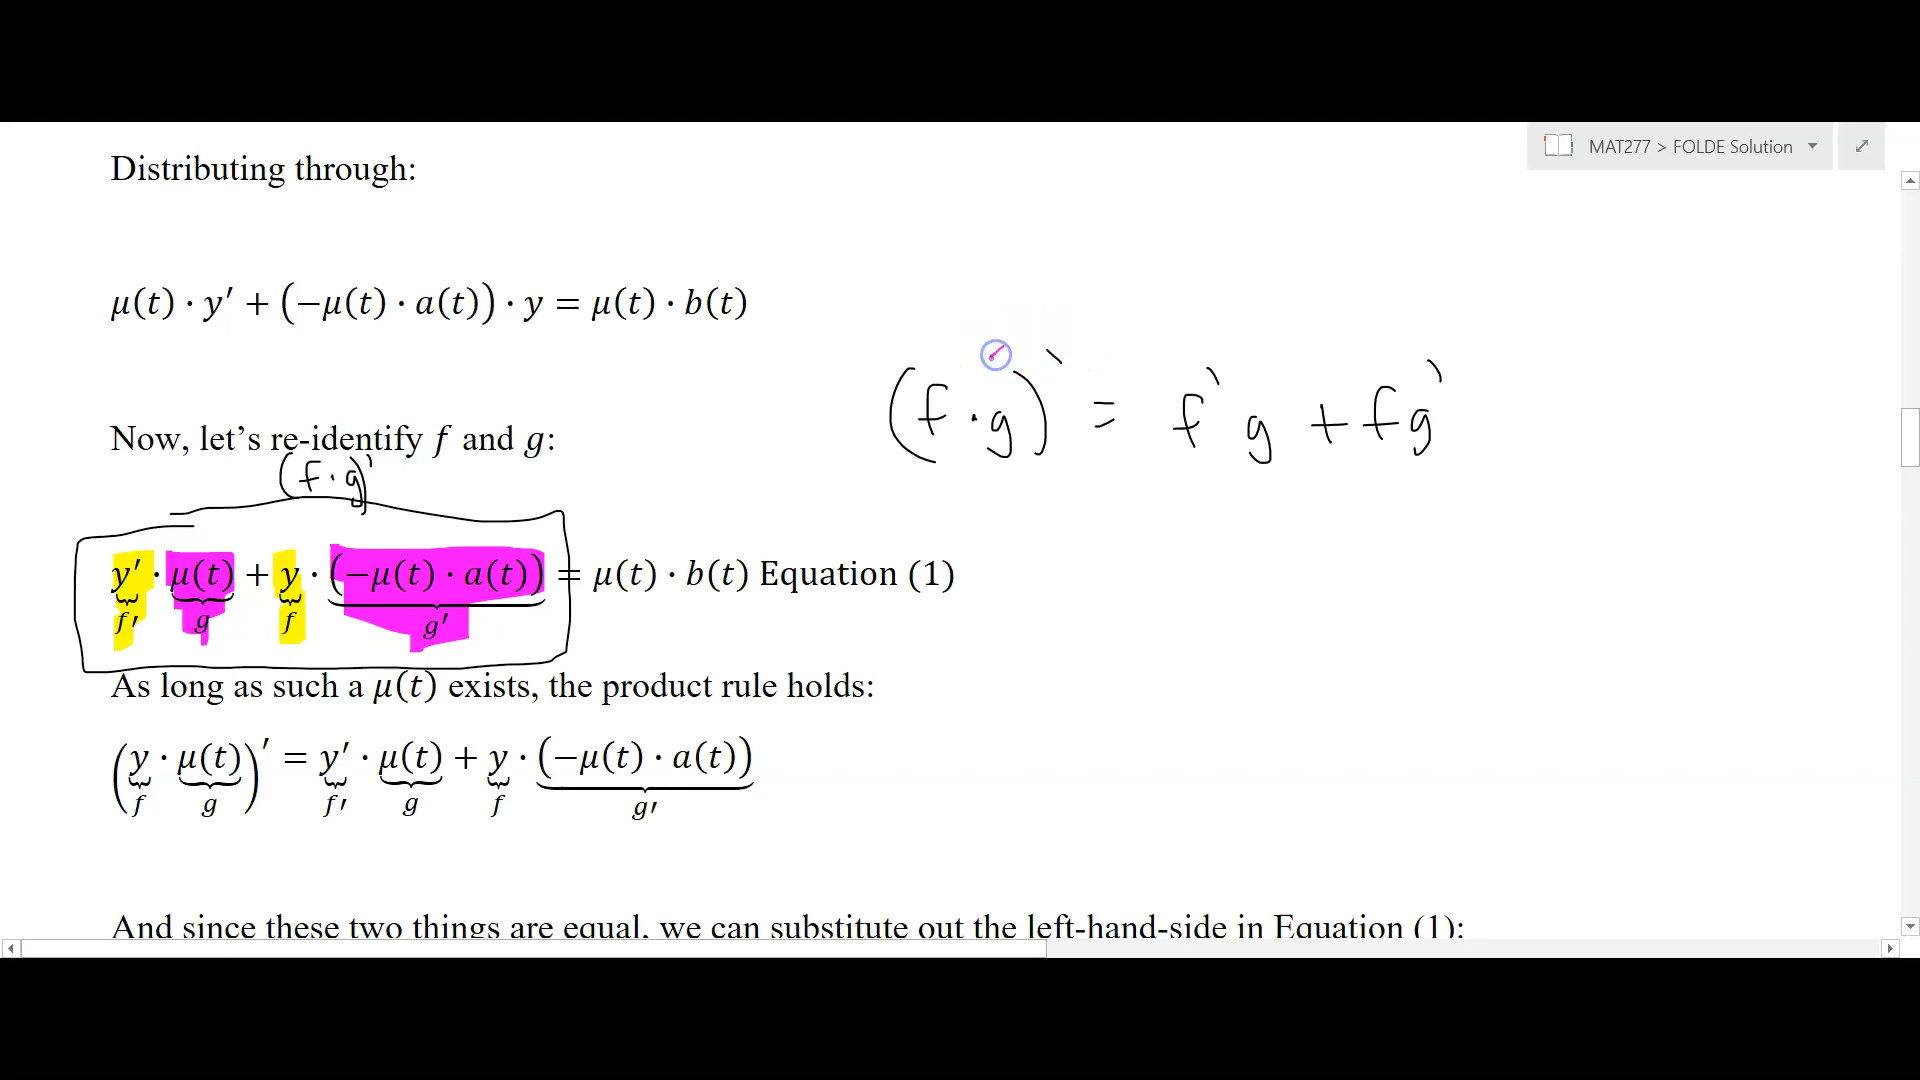 MAT277 > FOLDE Solution
Distributing through:
μ(t) · y′ + (−μ(t) · a(t)) · y = μ(t) · b(t)
(f · g)` = f` g + f g`
Now, let’s re-identify f and g:
(f · g)`
y′ · μ(t) + y · (−μ(t) · a(t)) = μ(t) · b(t) Equation (1)
f′ g f g′
As long as such a μ(t) exists, the product rule holds:
(y · μ(t))′ = y′ · μ(t) + y · (−μ(t) · a(t))
f g f′ g f g′
And since these two things are equal, we can substitute out the left-hand-side in Equation (1):